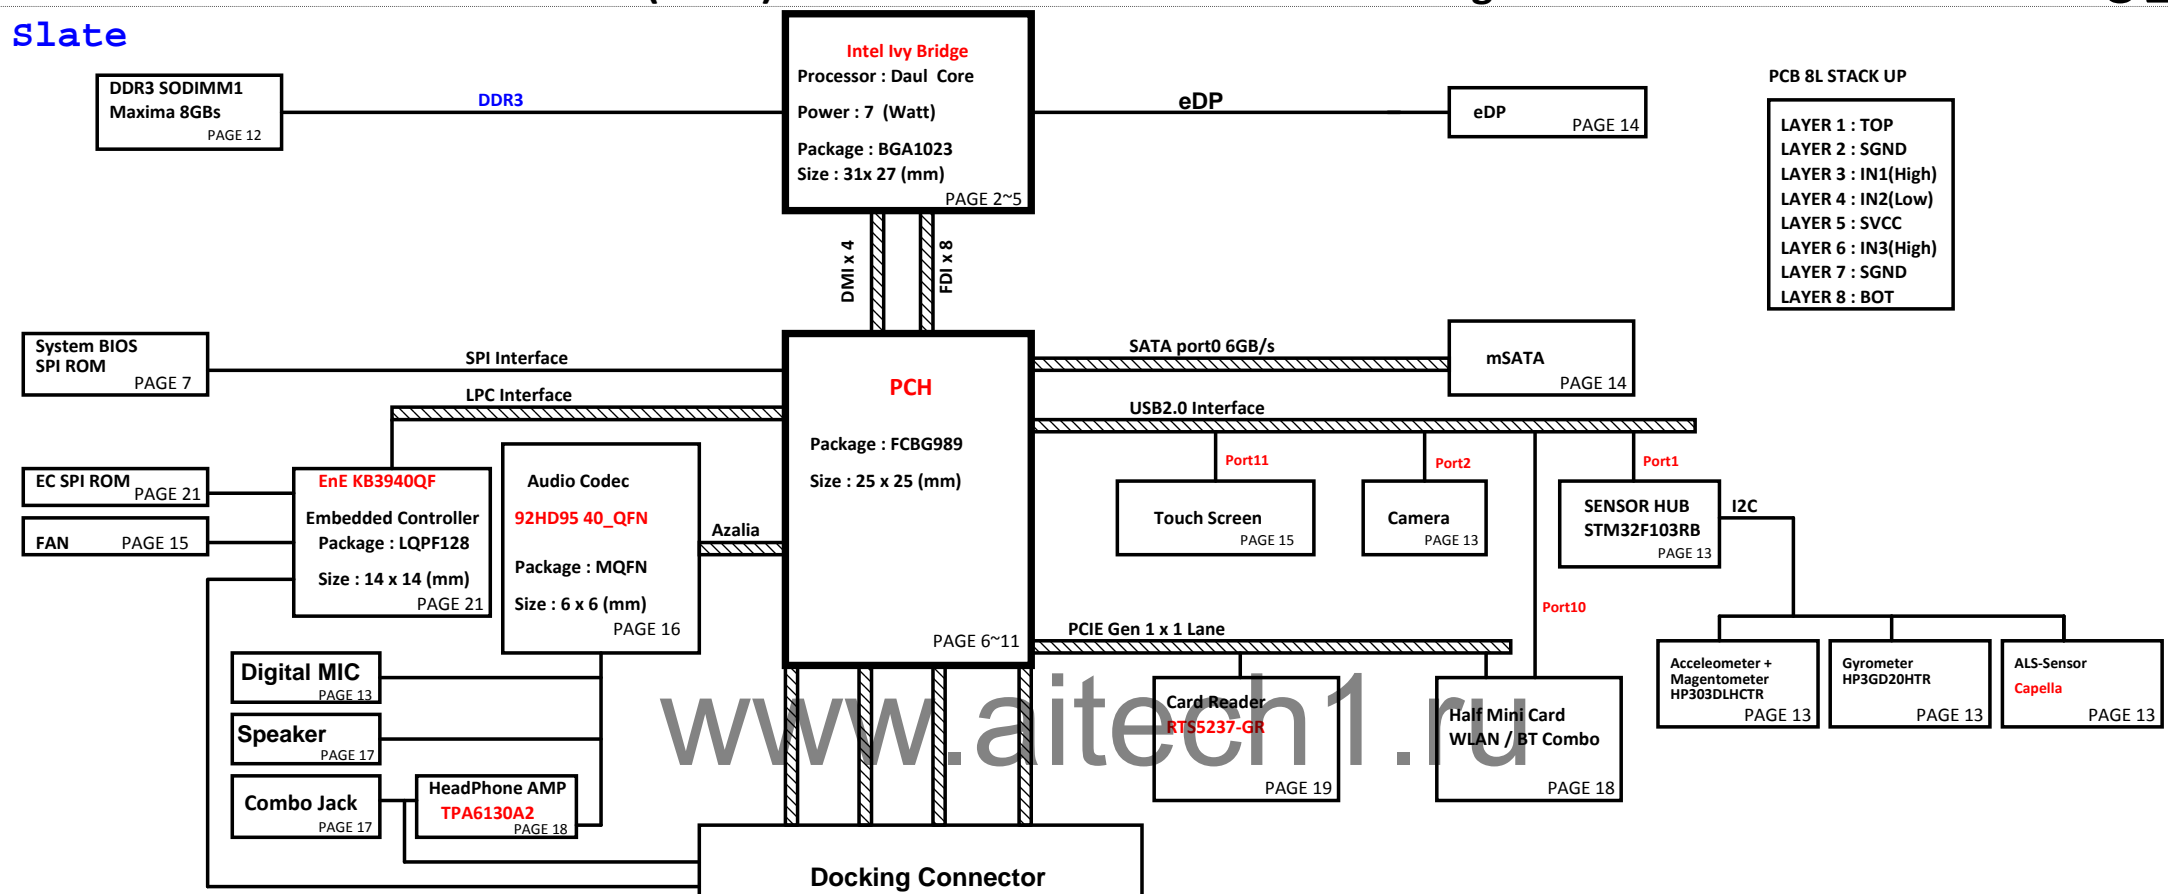 Slate
DDR3 SODIMM1
Maxima 8GBs
PAGE 12
DDR3
Intel Ivy Bridge
Processor : Daul Core
Power : 7 (Watt)
Package : BGA1023
Size : 31x 27 (mm)
PAGE 2~5
eDP
eDP
PAGE 14
PCB 8L STACK UP
LAYER 1 : TOP
LAYER 2 : SGND
LAYER 3 : IN1(High)
LAYER 4 : IN2(Low)
LAYER 5 : SVCC
LAYER 6 : IN3(High)
LAYER 7 : SGND
LAYER 8 : BOT
DMI x 4
FDI x 8
System BIOS
SPI ROM
PAGE 7
SPI Interface
LPC Interface
PCH
Package : FCBG989
Size : 25 x 25 (mm)
PAGE 6~11
SATA port0 6GB/s
mSATA
PAGE 14
USB2.0 Interface
EC SPI ROM
PAGE 21
FAN
PAGE 15
EnE KB3940QF
Embedded Controller
Package : LQPF128
Size : 14 x 14 (mm)
PAGE 21
Audio Codec
92HD95 40_QFN
Package : MQFN
Size : 6 x 6 (mm)
PAGE 16
Azalia
Port11
Touch Screen
PAGE 15
Port2
Camera
PAGE 13
Port1
SENSOR HUB
STM32F103RB
PAGE 13
I2C
Port10
PCIE Gen 1 x 1 Lane
Acceleometer +
Magentometer
HP303DLHCTR
PAGE 13
Gyrometer
HP3GD20HTR
PAGE 13
ALS-Sensor
Capella
PAGE 13
Digital MIC
PAGE 13
Speaker
PAGE 17
Combo Jack
PAGE 17
HeadPhone AMP
TPA6130A2
PAGE 18
Card Reader
RTS5237-GR
PAGE 19
Half Mini Card
WLAN / BT Combo
PAGE 18
www.aitech1.ru
Docking Connector